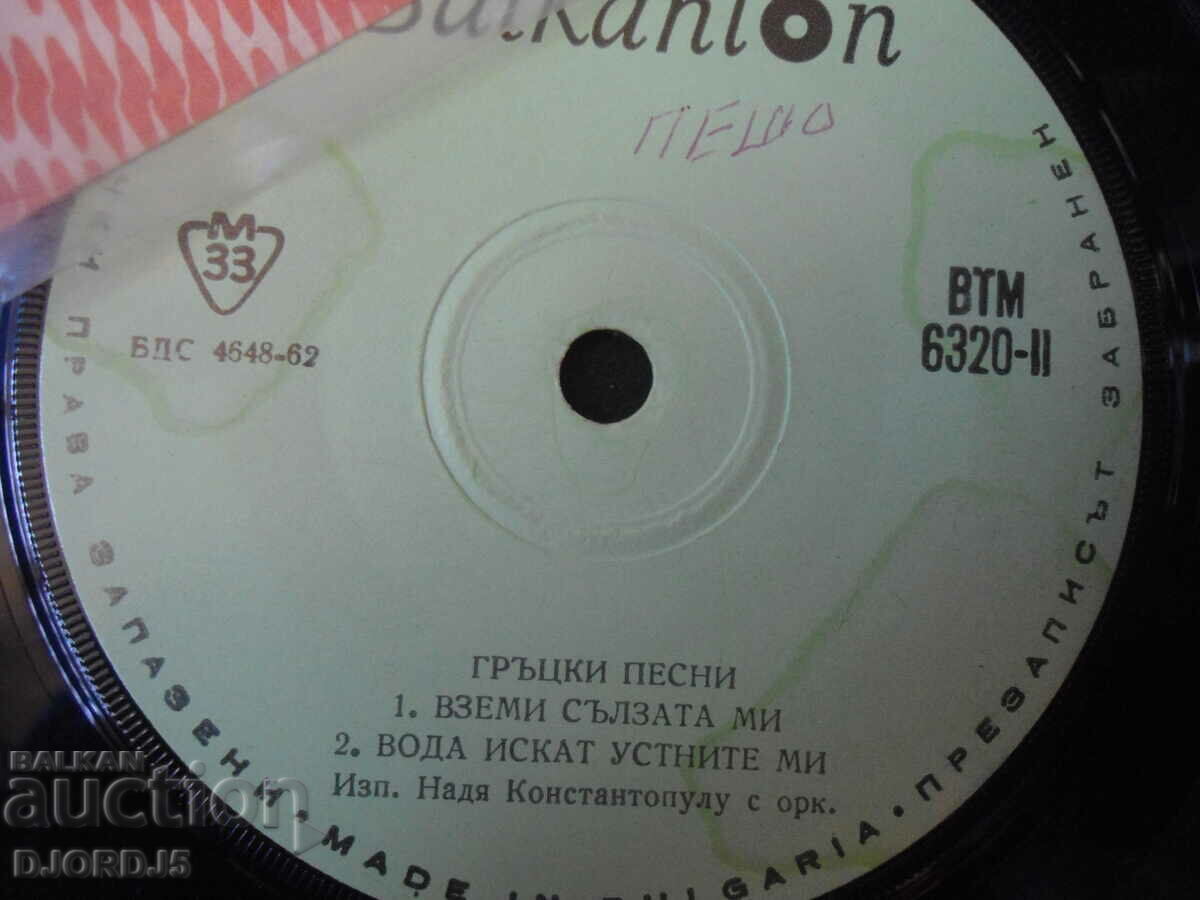 Balkanton
ПЕШО
M
33
БДС 4648-62
ВТМ
6320-II
ГРЪЦКИ ПЕСНИ
1. ВЗЕМИ СЪЛЗАТА МИ
2. ВОДА ИСКАТ УСТНИТЕ МИ
Изп. Надя Константопулу с орк.
ПРАВА ЗАПАЗЕНИ • MADE IN BULGARIA • ПРЕЗАПИСЪТ ЗАБРАНЕН
BALKAN
auction
DJORDJ5